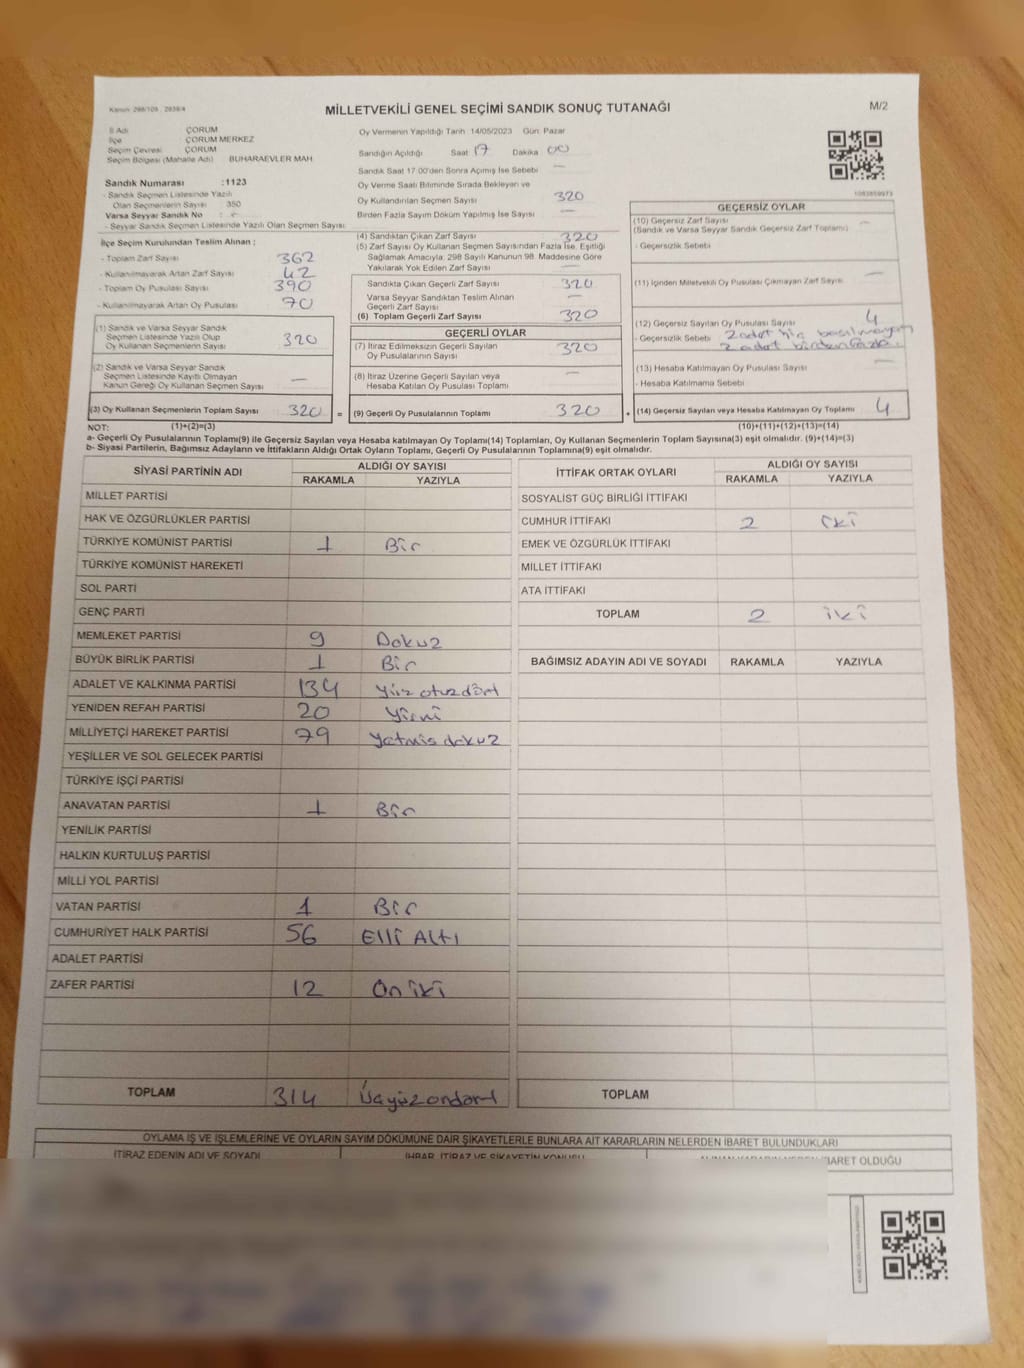 Kanun 298/105 , 2839/4
MİLLETVEKİLİ GENEL SEÇİMİ SANDIK SONUÇ TUTANAĞI
M/2
İl Adı ÇORUM
İlçe ÇORUM MERKEZ
Seçim Çevresi ÇORUM
Seçim Bölgesi (Mahalle Adı) BUHARAEVLER MAH
Sandık Numarası :1123
- Sandık Seçmen Listesinde Yazılı
Olan Seçmenlerin Sayısı 350
Varsa Seyyar Sandık No : -
- Seyyar Sandık Seçmen Listesinde Yazılı Olan Seçmen Sayısı:
İlçe Seçim Kurulundan Teslim Alınan ;
- Toplam Zarf Sayısı 362
- Kullanılmayarak Artan Zarf Sayısı 42
- Toplam Oy Pusulası Sayısı 390
- Kullanılmayarak Artan Oy Pusulası 70
(1) Sandık ve Varsa Seyyar Sandık
Seçmen Listesinde Yazılı Olup
Oy Kullanan Seçmenlerin Sayısı 320
(2) Sandık ve Varsa Seyyar Sandık
Seçmen Listesinde Kayıtlı Olmayan
Kanun Gereği Oy Kullanan Seçmen Sayısı —
(3) Oy Kullanan Seçmenlerin Toplam Sayısı 320 =
Oy Vermenin Yapıldığı Tarih 14/05/2023 Gün Pazar
Sandığın Açıldığı Saat 17 Dakika 00
Sandık Saat 17.00'den Sonra Açımış İse Sebebi —
Oy Verme Saati Bitiminde Sırada Bekleyen ve
Oy Kullandırılan Seçmen Sayısı 320
Birden Fazla Sayım Döküm Yapılmış İse Sayısı —
(4) Sandıktan Çıkan Zarf Sayısı 320
(5) Zarf Sayısı Oy Kullanan Seçmen Sayısından Fazla İse, Eşitliği
Sağlamak Amacıyla, 298 Sayılı Kanunun 98. Maddesine Göre
Yakılarak Yok Edilen Zarf Sayısı —
Sandıkta Çıkan Geçerli Zarf Sayısı 320
Varsa Seyyar Sandıktan Teslim Alınan
Geçerli Zarf Sayısı —
(6) Toplam Geçerli Zarf Sayısı 320
GEÇERLİ OYLAR
(7) İtiraz Edilmeksizin Geçerli Sayılan
Oy Pusulalarının Sayısı 320
(8) İtiraz Üzerine Geçerli Sayılan veya
Hesaba Katılan Oy Pusulası Toplamı —
(9) Geçerli Oy Pusulalarının Toplamı 320
GEÇERSİZ OYLAR
(10) Geçersiz Zarf Sayısı
(Sandık ve Varsa Seyyar Sandık Geçersiz Zarf Toplamı) —
- Geçersizlik Sebebi
(11) İçinden Milletvekili Oy Pusulası Çıkmayan Zarf Sayısı —
(12) Geçersiz Sayılan Oy Pusulası Sayısı 4
- Geçersizlik Sebebi 2 adet hiç basılmayan
2 adet birden fazla
(13) Hesaba Katılmayan Oy Pusulası Sayısı —
- Hesaba Katılmama Sebebi
(14) Geçersiz Sayılan veya Hesaba Katılmayan Oy Toplamı 4
NOT: (1)+(2)=(3) (10)+(11)+(12)+(13)=(14)
a- Geçerli Oy Pusulalarının Toplamı(9) ile Geçersiz Sayılan veya Hesaba katılmayan Oy Toplamı(14) Toplamları, Oy Kullanan Seçmenlerin Toplam Sayısına(3) eşit olmalıdır. (9)+(14)=(3)
b- Siyasi Partilerin, Bağımsız Adayların ve İttifakların Aldığı Ortak Oyların Toplamı, Geçerli Oy Pusulalarının Toplamına(9) eşit olmalıdır.
SİYASİ PARTİNİN ADI ALDIĞI OY SAYISI
RAKAMLA YAZIYLA
MİLLET PARTİSİ
HAK VE ÖZGÜRLÜKLER PARTİSİ
TÜRKİYE KOMÜNİST PARTİSİ 1 Bir
TÜRKİYE KOMÜNİST HAREKETİ
SOL PARTİ
GENÇ PARTİ
MEMLEKET PARTİSİ 9 Dokuz
BÜYÜK BİRLİK PARTİSİ 1 Bir
ADALET VE KALKINMA PARTİSİ 134 yüz otuzdört
YENİDEN REFAH PARTİSİ 20 yirmi
MİLLİYETÇİ HAREKET PARTİSİ 79 yetmiş dokuz
YEŞİLLER VE SOL GELECEK PARTİSİ
TÜRKİYE İŞÇİ PARTİSİ
ANAVATAN PARTİSİ 1 Bir
YENİLİK PARTİSİ
HALKIN KURTULUŞ PARTİSİ
MİLLİ YOL PARTİSİ
VATAN PARTİSİ 1 Bir
CUMHURİYET HALK PARTİSİ 56 Elli Altı
ADALET PARTİSİ
ZAFER PARTİSİ 12 On iki
TOPLAM 314 Üçyüzondört
İTTİFAK ORTAK OYLARI ALDIĞI OY SAYISI
RAKAMLA YAZIYLA
SOSYALİST GÜÇ BİRLİĞİ İTTİFAKI
CUMHUR İTTİFAKI 2 iki
EMEK VE ÖZGÜRLÜK İTTİFAKI
MİLLET İTTİFAKI
ATA İTTİFAKI
TOPLAM 2 iki
BAĞIMSIZ ADAYIN ADI VE SOYADI RAKAMLA YAZIYLA
TOPLAM
OYLAMA İŞ VE İŞLEMLERİNE VE OYLARIN SAYIM DÖKÜMÜNE DAİR ŞİKAYETLERLE BUNLARA AİT KARARLARIN NELERDEN İBARET BULUNDUKLARI
İTİRAZ EDENİN ADI VE SOYADI İHBAR, İTİRAZ VE ŞİKAYETİN KONUSU İBARET OLDUĞU